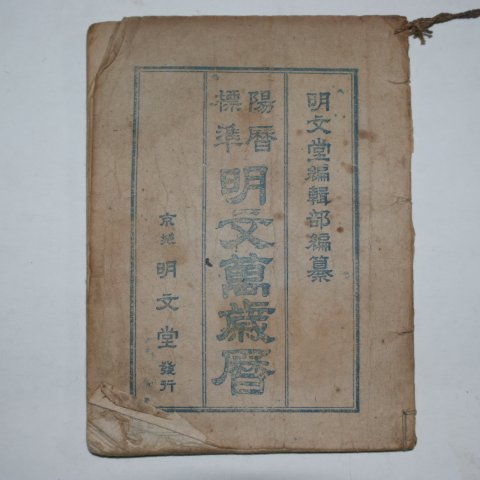 明文堂編輯部編纂
陽曆
標準
明文萬歲曆
京城 明文堂 發行